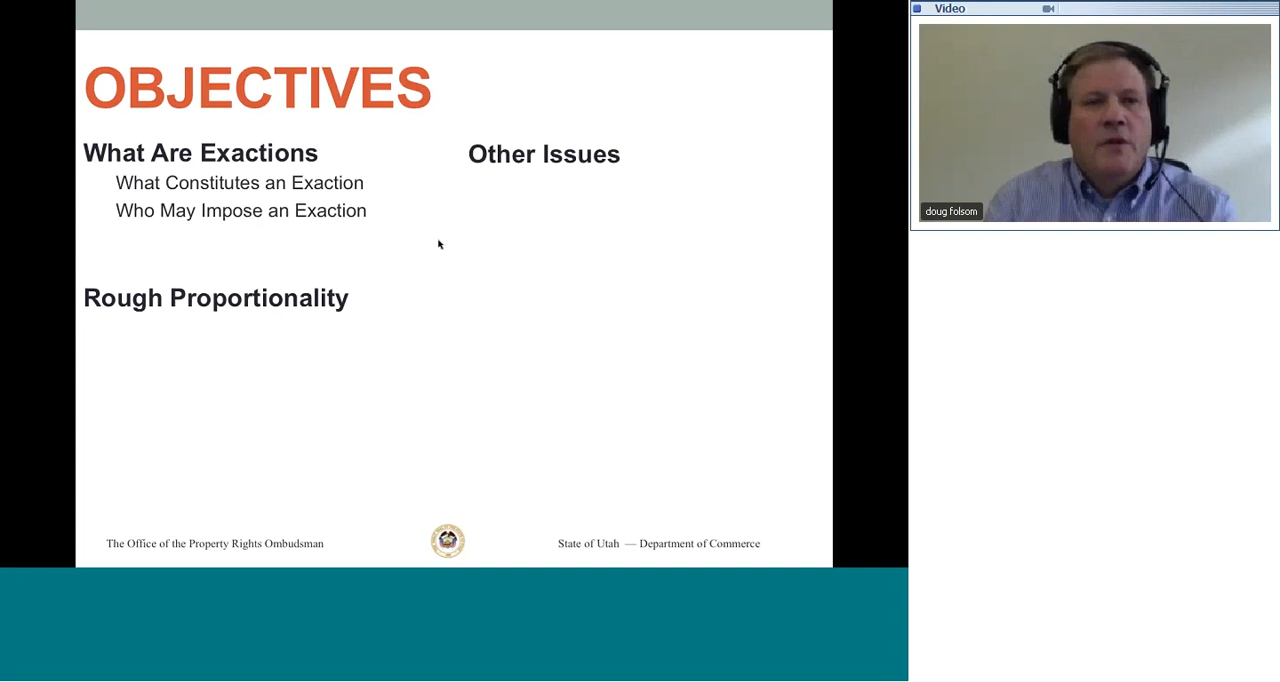 OBJECTIVES
What Are Exactions
What Constitutes an Exaction
Who May Impose an Exaction
Rough Proportionality
Other Issues
The Office of the Property Rights Ombudsman
State of Utah — Department of Commerce
Video
doug folsom